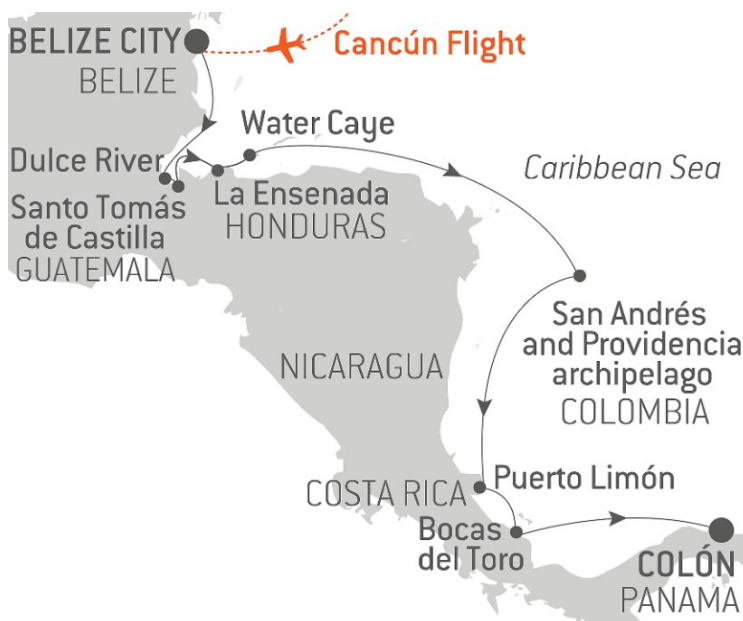 BELIZE CITY
BELIZE
Cancún Flight
Water Caye
Dulce River
Caribbean Sea
Santo Tomás
de Castilla
GUATEMALA
La Ensenada
HONDURAS
San Andrés
and Providencia
archipelago
COLOMBIA
NICARAGUA
Puerto Limón
COSTA RICA
Bocas
del Toro
COLÓN
PANAMA